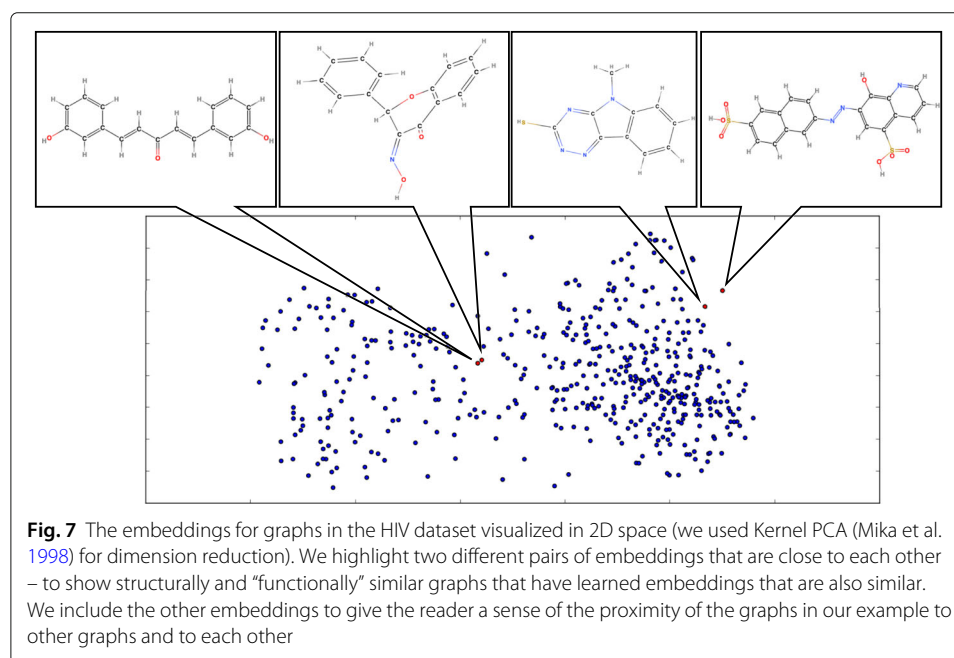 Fig. 7 The embeddings for graphs in the HIV dataset visualized in 2D space (we used Kernel PCA (Mika et al.
1998) for dimension reduction). We highlight two different pairs of embeddings that are close to each other
– to show structurally and “functionally” similar graphs that have learned embeddings that are also similar.
We include the other embeddings to give the reader a sense of the proximity of the graphs in our example to
other graphs and to each other